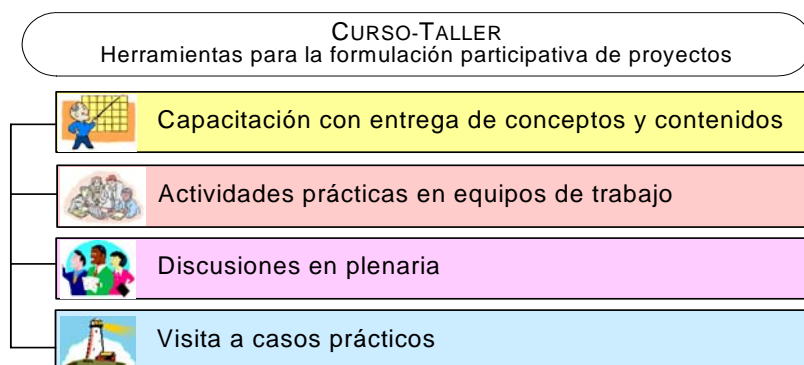 CURSO-TALLER
Herramientas para la formulación participativa de proyectos
Capacitación con entrega de conceptos y contenidos
Actividades prácticas en equipos de trabajo
Discusiones en plenaria
Visita a casos prácticos